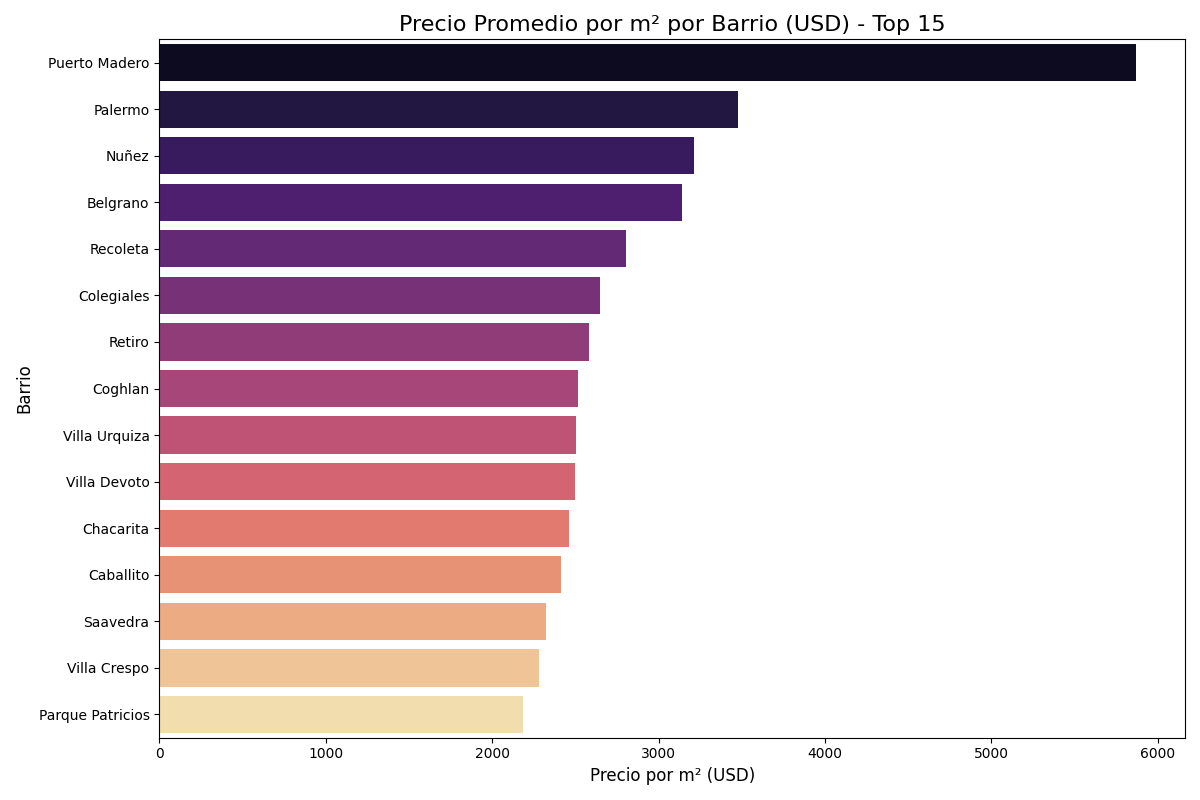 Precio Promedio por m² por Barrio (USD) - Top 15
Barrio
Puerto Madero
Palermo
Nuñez
Belgrano
Recoleta
Colegiales
Retiro
Coghlan
Villa Urquiza
Villa Devoto
Chacarita
Caballito
Saavedra
Villa Crespo
Parque Patricios
0 1000 2000 3000 4000 5000 6000
Precio por m² (USD)